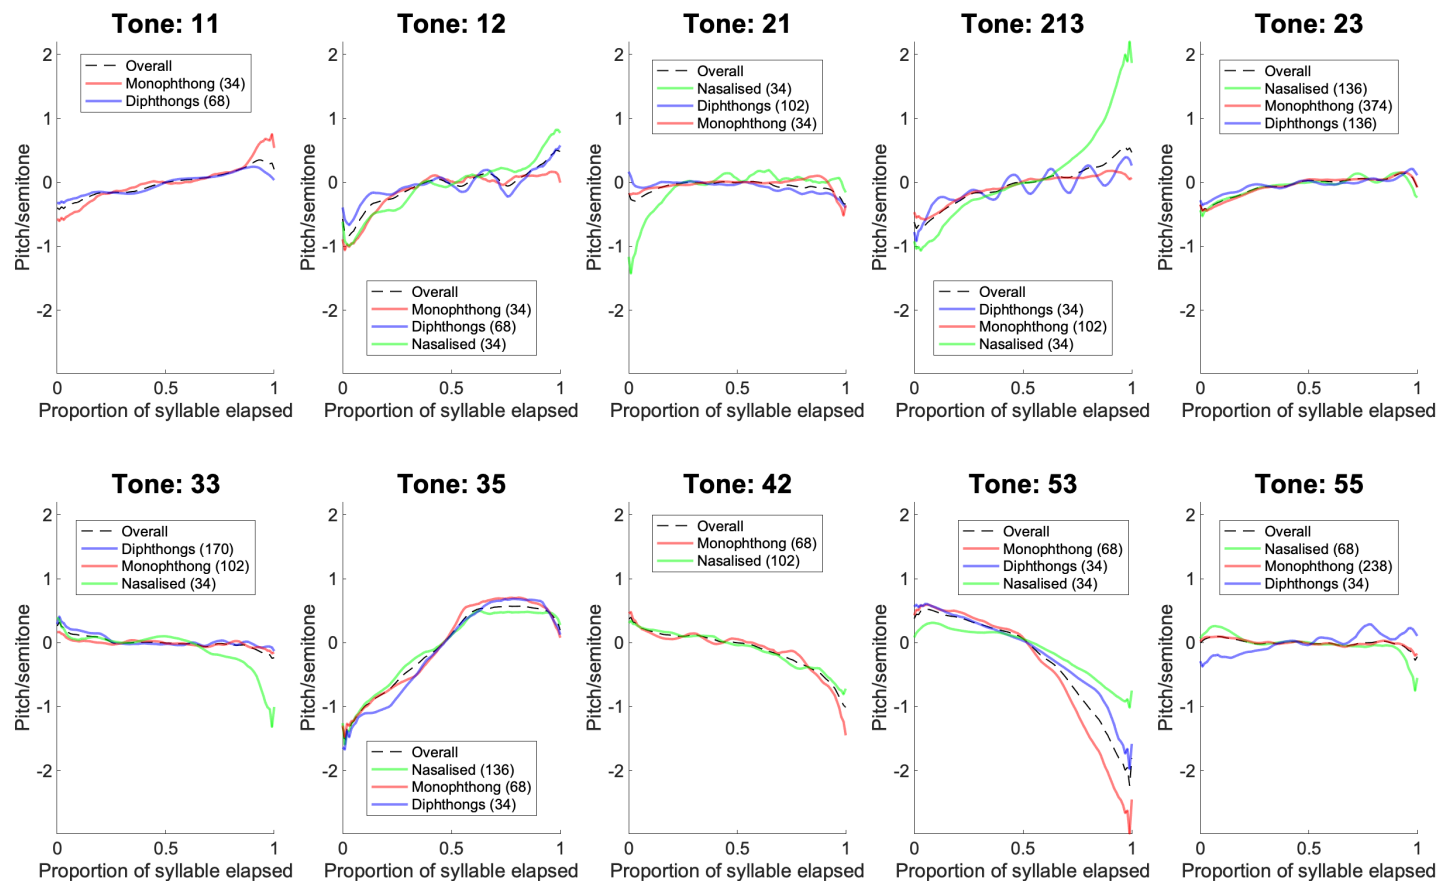 Tone: 11
Pitch/semitone
2
1
0
-1
-2
Overall
Monophthong (34)
Diphthongs (68)
0 0.5 1
Proportion of syllable elapsed
Tone: 12
Pitch/semitone
2
1
0
-1
-2
Overall
Monophthong (34)
Diphthongs (68)
Nasalised (34)
0 0.5 1
Proportion of syllable elapsed
Tone: 21
Pitch/semitone
2
1
0
-1
-2
Overall
Nasalised (34)
Diphthongs (102)
Monophthong (34)
0 0.5 1
Proportion of syllable elapsed
Tone: 213
Pitch/semitone
2
1
0
-1
-2
Overall
Diphthongs (34)
Monophthong (102)
Nasalised (34)
0 0.5 1
Proportion of syllable elapsed
Tone: 23
Pitch/semitone
2
1
0
-1
-2
Overall
Nasalised (136)
Monophthong (374)
Diphthongs (136)
0 0.5 1
Proportion of syllable elapsed
Tone: 33
Pitch/semitone
2
1
0
-1
-2
Overall
Diphthongs (170)
Monophthong (102)
Nasalised (34)
0 0.5 1
Proportion of syllable elapsed
Tone: 35
Pitch/semitone
2
1
0
-1
-2
Overall
Nasalised (136)
Monophthong (68)
Diphthongs (34)
0 0.5 1
Proportion of syllable elapsed
Tone: 42
Pitch/semitone
2
1
0
-1
-2
Overall
Monophthong (68)
Nasalised (102)
0 0.5 1
Proportion of syllable elapsed
Tone: 53
Pitch/semitone
2
1
0
-1
-2
Overall
Monophthong (68)
Diphthongs (34)
Nasalised (34)
0 0.5 1
Proportion of syllable elapsed
Tone: 55
Pitch/semitone
2
1
0
-1
-2
Overall
Nasalised (68)
Monophthong (238)
Diphthongs (34)
0 0.5 1
Proportion of syllable elapsed